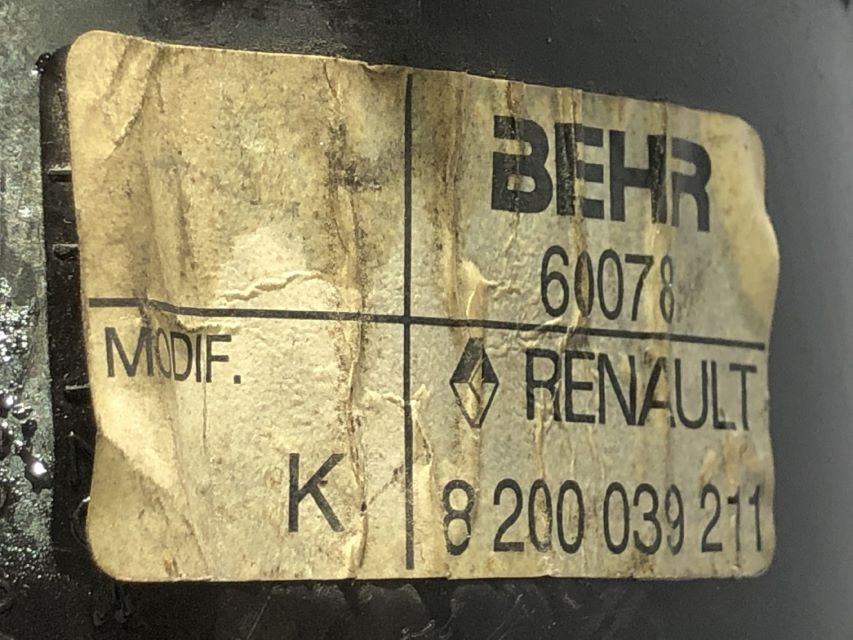 BEHR
60078
MODIF.
RENAULT
K
8 200 039 211